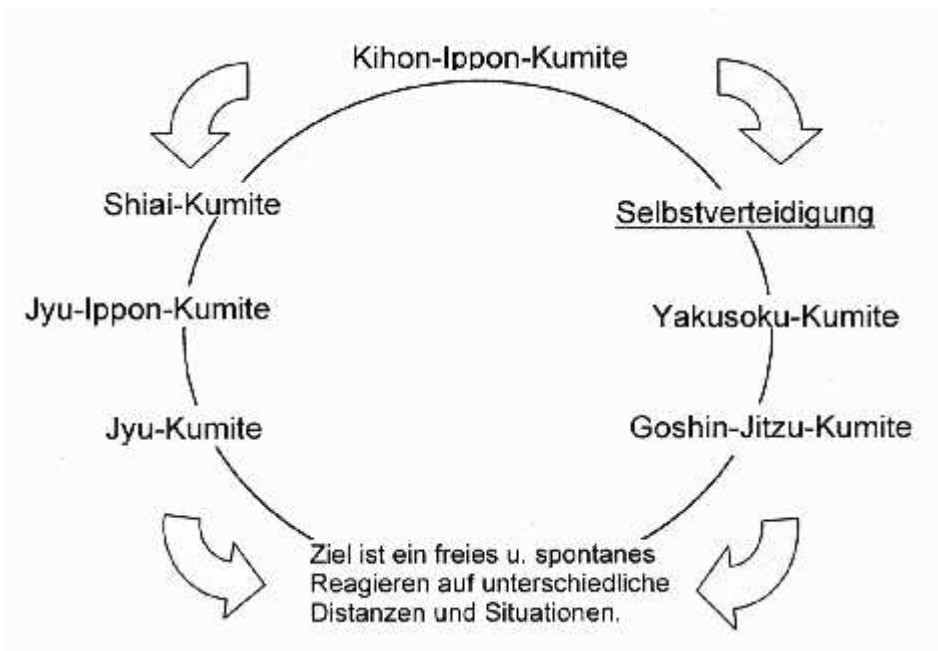 Kihon-Ippon-Kumite
Shiai-Kumite
Selbstverteidigung
Jyu-Ippon-Kumite
Yakusoku-Kumite
Jyu-Kumite
Goshin-Jitzu-Kumite
Ziel ist ein freies u. spontanes
Reagieren auf unterschiedliche
Distanzen und Situationen.